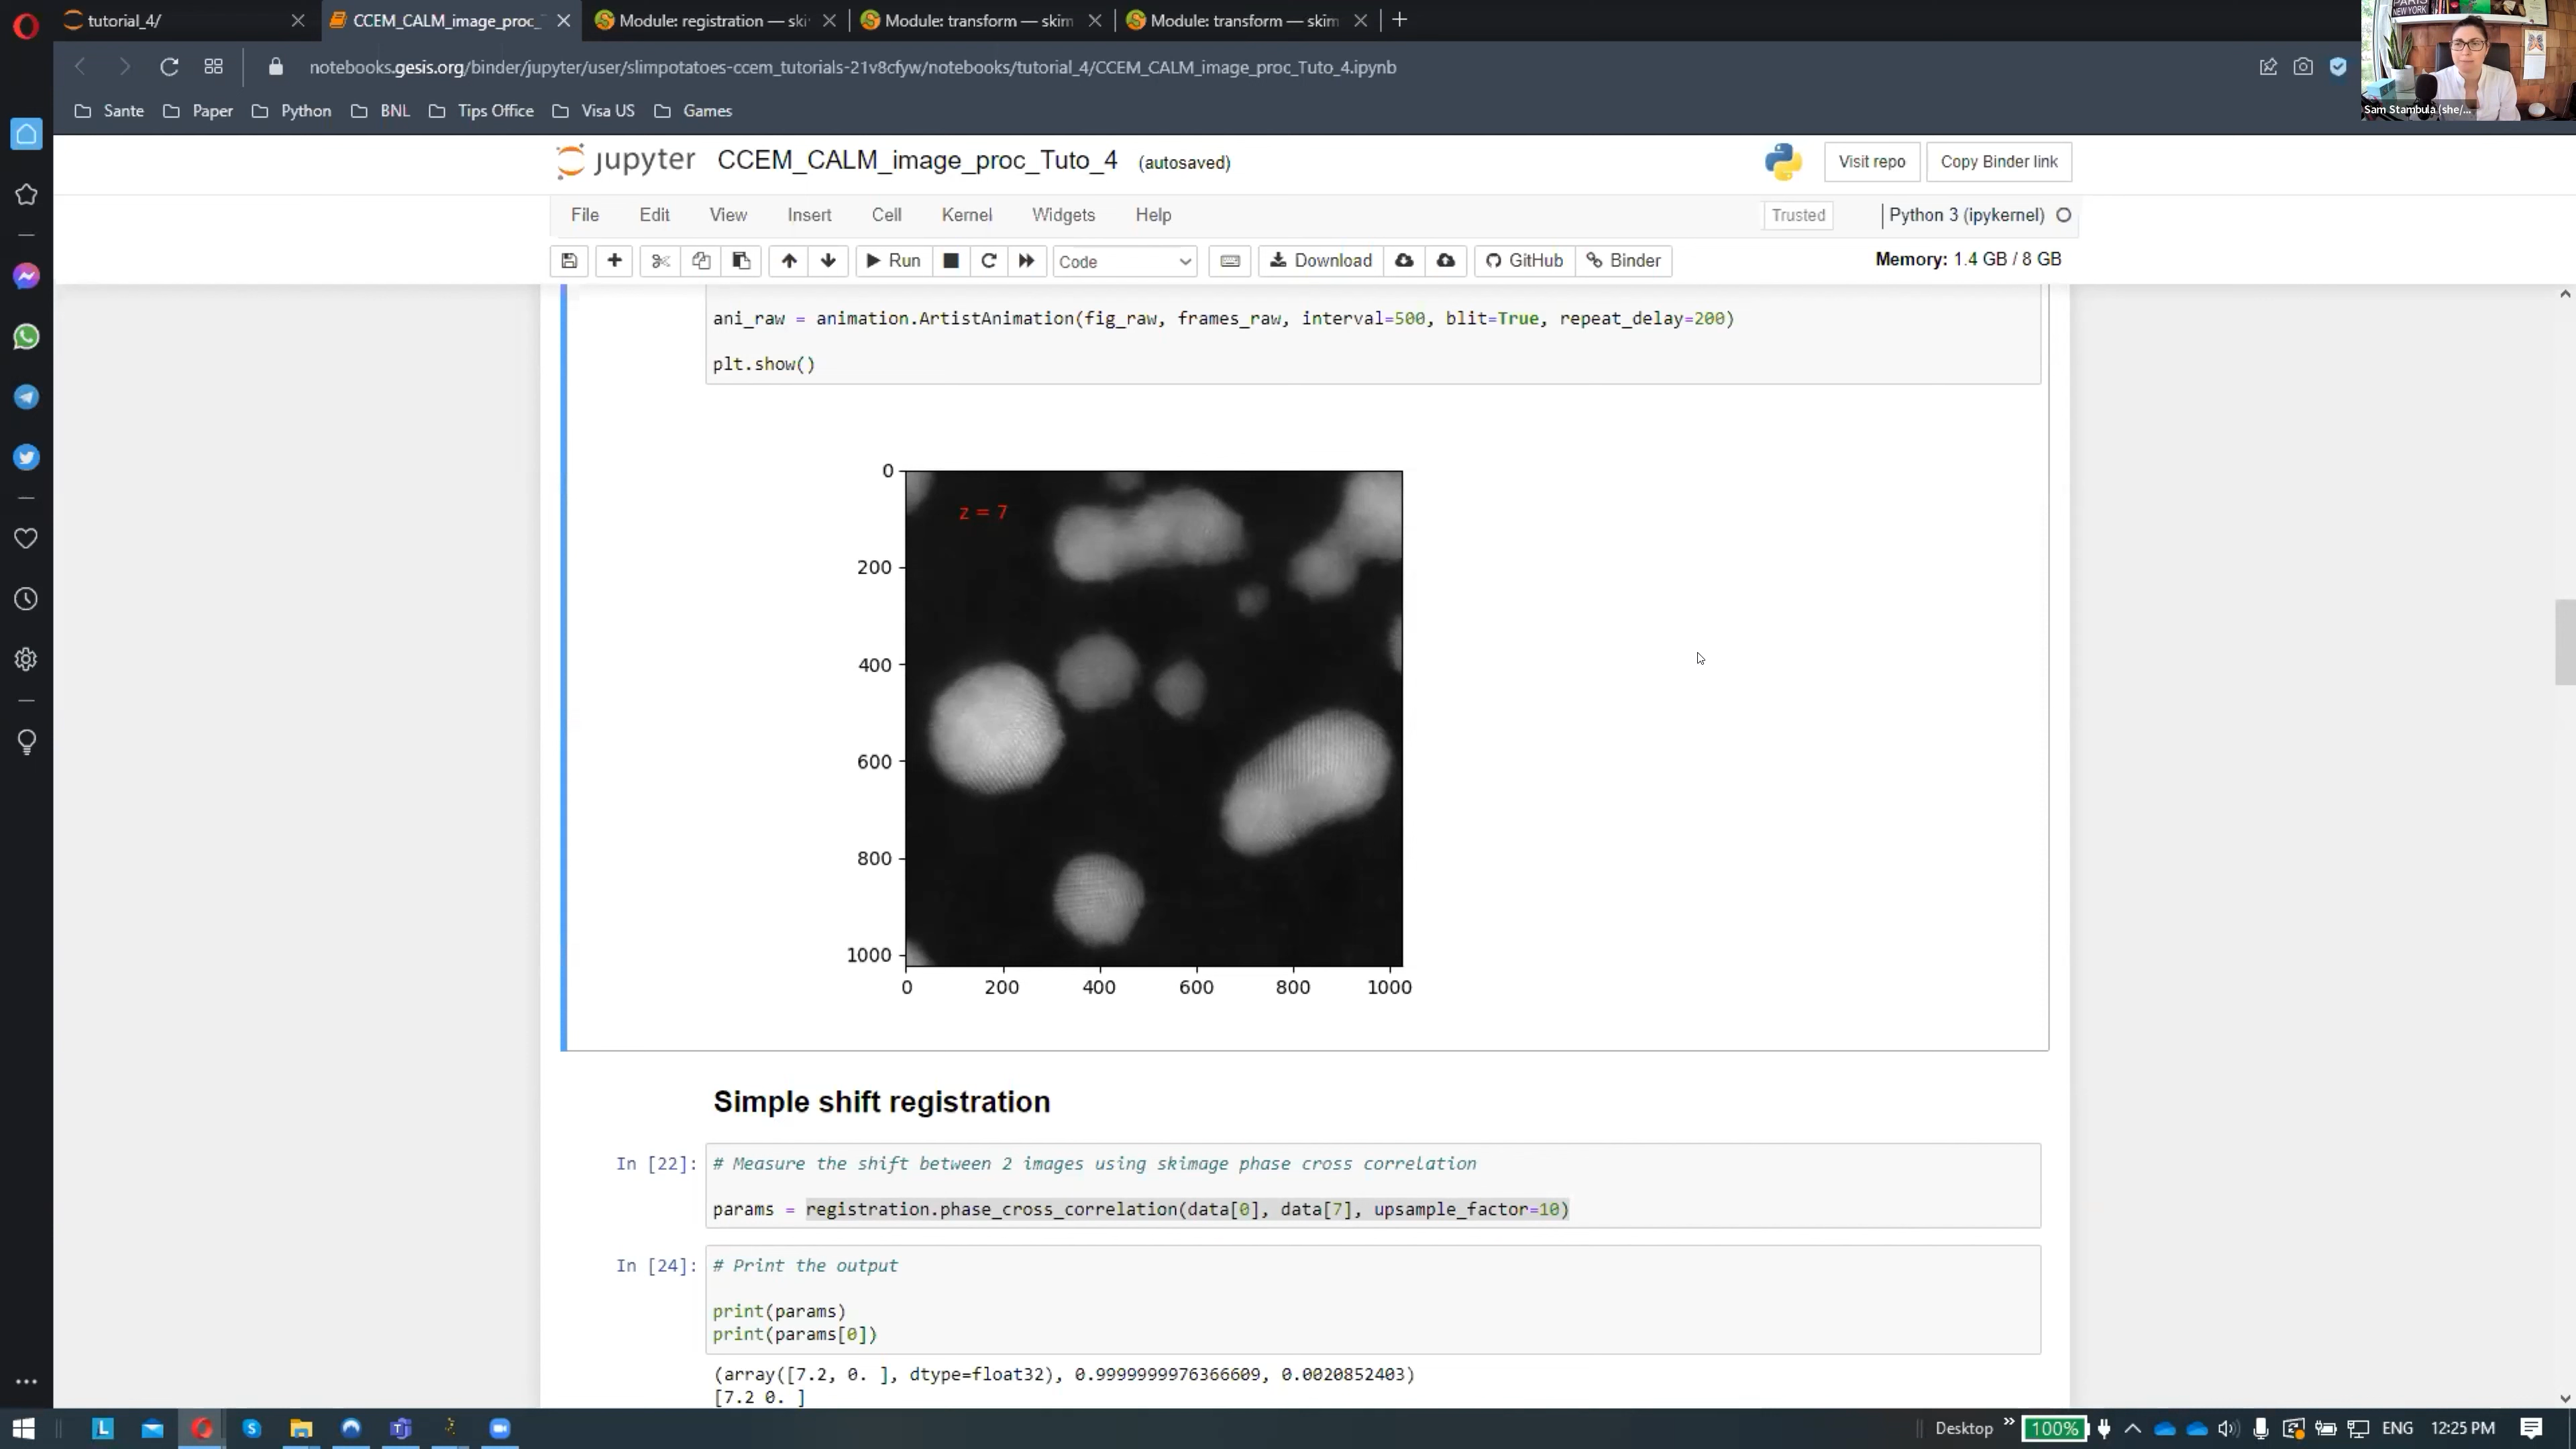 tutorial_4/
CCEM_CALM_image_proc_
Module: registration — ski
Module: transform — skim
Module: transform — skim
notebooks.gesis.org/binder/jupyter/user/slimpotatoes-ccem_tutorials-21v8cfyw/notebooks/tutorial_4/CCEM_CALM_image_proc_Tuto_4.ipynb
Sante Paper Python BNL Tips Office Visa US Games
PARIS
NEW YORK
Sam Stambula (she/...
jupyter CCEM_CALM_image_proc_Tuto_4 (autosaved)
Visit repo Copy Binder link
File Edit View Insert Cell Kernel Widgets Help
Trusted Python 3 (ipykernel)
Run Code Download GitHub Binder
Memory: 1.4 GB / 8 GB
ani_raw = animation.ArtistAnimation(fig_raw, frames_raw, interval=500, blit=True, repeat_delay=200)
plt.show()
z = 7
0
200
400
600
800
1000
0 200 400 600 800 1000
Simple shift registration
In [22]:
# Measure the shift between 2 images using skimage phase cross correlation
params = registration.phase_cross_correlation(data[0], data[7], upsample_factor=10)
In [24]:
# Print the output
print(params)
print(params[0])
(array([7.2, 0. ], dtype=float32), 0.9999999976366609, 0.0020852403)
[7.2 0. ]
Desktop 100% ENG 12:25 PM